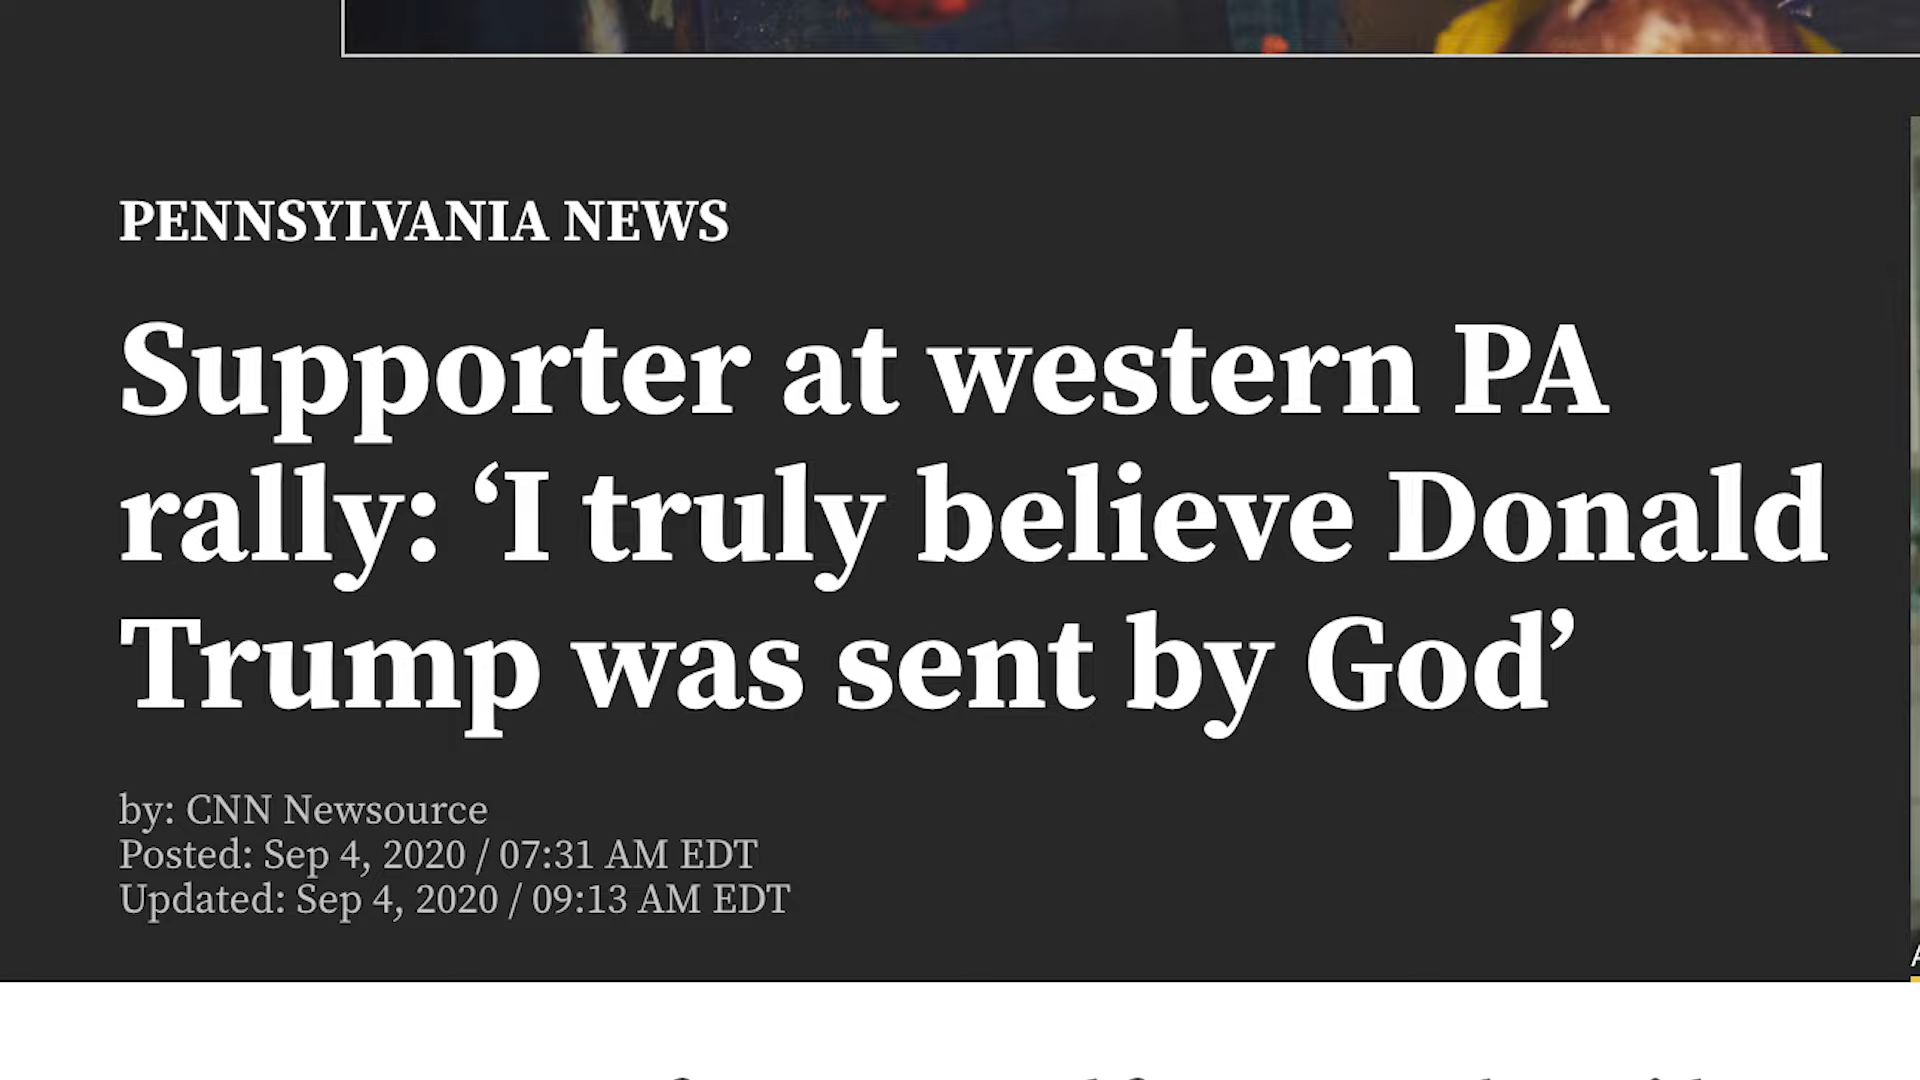 PENNSYLVANIA NEWS
Supporter at western PA
rally: ‘I truly believe Donald
Trump was sent by God’
by: CNN Newsource
Posted: Sep 4, 2020 / 07:31 AM EDT
Updated: Sep 4, 2020 / 09:13 AM EDT